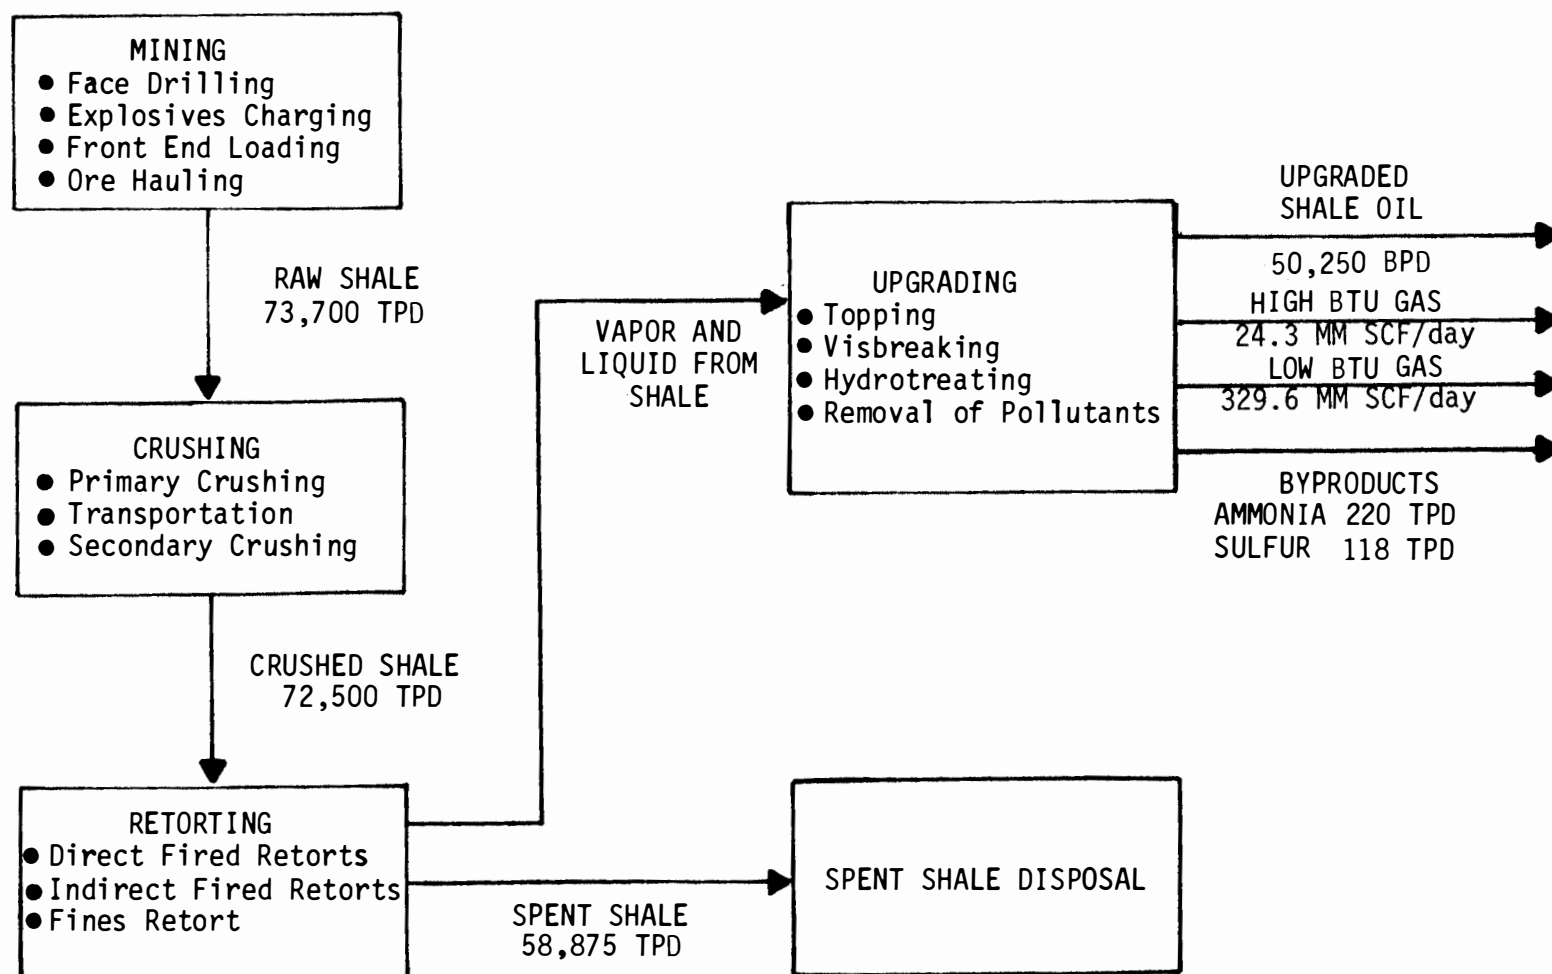 MINING
● Face Drilling
● Explosives Charging
● Front End Loading
● Ore Hauling
RAW SHALE
73,700 TPD
CRUSHING
● Primary Crushing
● Transportation
● Secondary Crushing
CRUSHED SHALE
72,500 TPD
RETORTING
● Direct Fired Retorts
● Indirect Fired Retorts
● Fines Retort
VAPOR AND
LIQUID FROM
SHALE
SPENT SHALE
58,875 TPD
SPENT SHALE DISPOSAL
UPGRADING
● Topping
● Visbreaking
● Hydrotreating
● Removal of Pollutants
UPGRADED
SHALE OIL
50,250 BPD
HIGH BTU GAS
24.3 MM SCF/day
LOW BTU GAS
329.6 MM SCF/day
BYPRODUCTS
AMMONIA 220 TPD
SULFUR 118 TPD